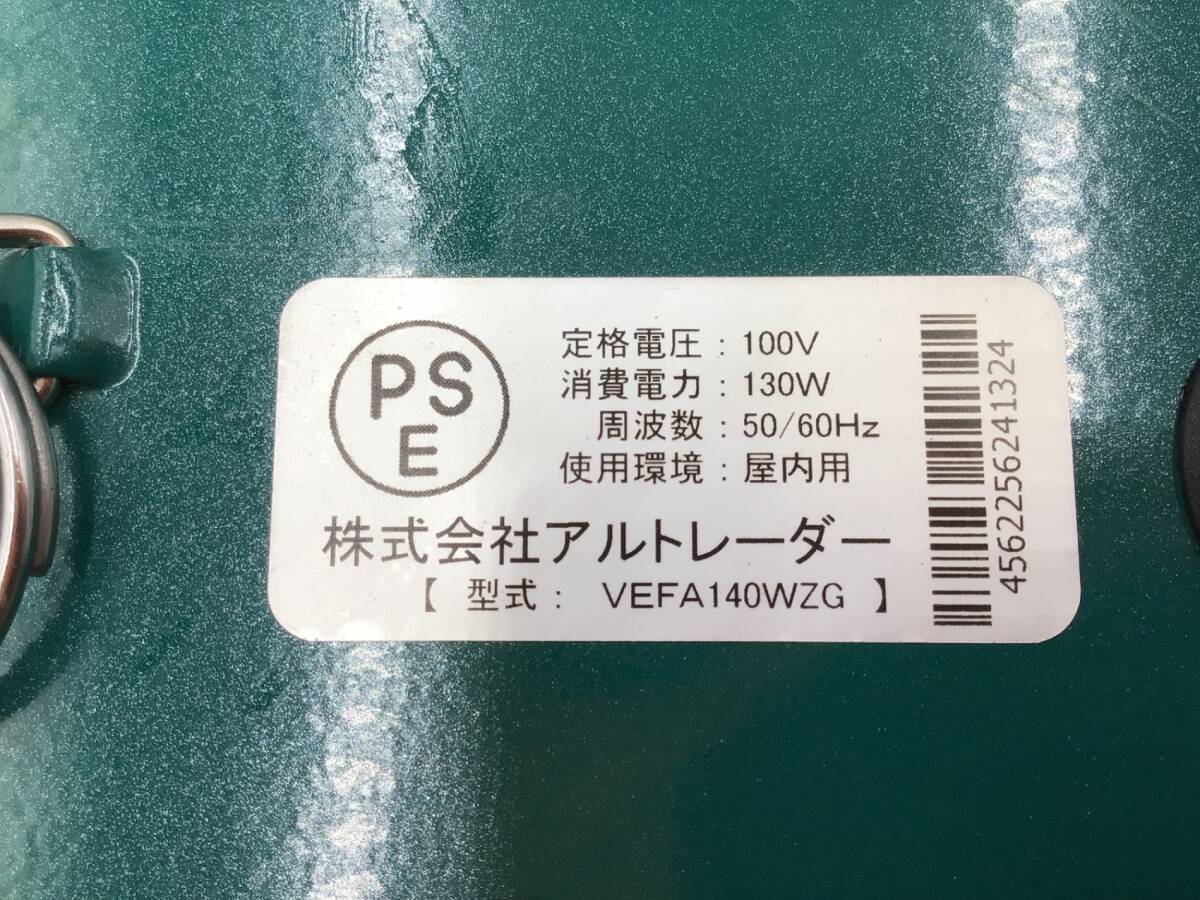 PS
E
定格電圧：100V
消費電力：130W
周波数：50/60Hz
使用環境：屋内用
株式会社アルトレーダー
【 型式： VEFA140WZG 】
4562256241324